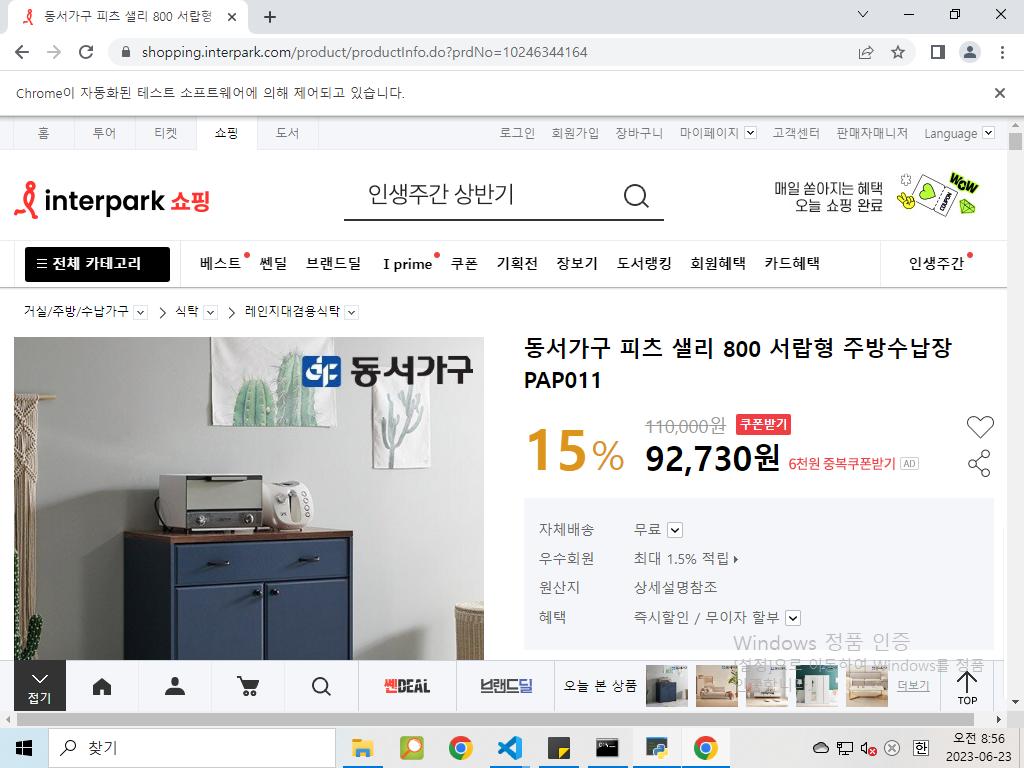 동서가구 피츠 샐리 800 서랍형
shopping.interpark.com/product/productInfo.do?prdNo=10246344164
Chrome이 자동화된 테스트 소프트웨어에 의해 제어되고 있습니다.
홈 투어 티켓 쇼핑 도서 로그인 회원가입 장바구니 마이페이지 고객센터 판매자매니저 Language
interpark 쇼핑
인생주간 상반기
매일 쏟아지는 혜택
오늘 쇼핑 완료
WOW
COUPON
전체 카테고리 베스트 쎈딜 브랜드딜 I prime 쿠폰 기획전 장보기 도서랭킹 회원혜택 카드혜택 인생주간
거실/주방/수납가구 식탁 레인지대겸용식탁
동서가구
동서가구 피츠 샐리 800 서랍형 주방수납장
PAP011
15% 110,000원 쿠폰받기
92,730원 6천원 중복쿠폰받기 AD
자체배송 무료
우수회원 최대 1.5% 적립
원산지 상세설명참조
혜택 즉시할인 / 무이자 할부
Windows 정품 인증
[설정]으로 이동하여 Windows를 정품
접기 쎈DEAL 브랜드딜 오늘 본 상품 더보기 TOP
찾기
한
오전 8:56
2023-06-23